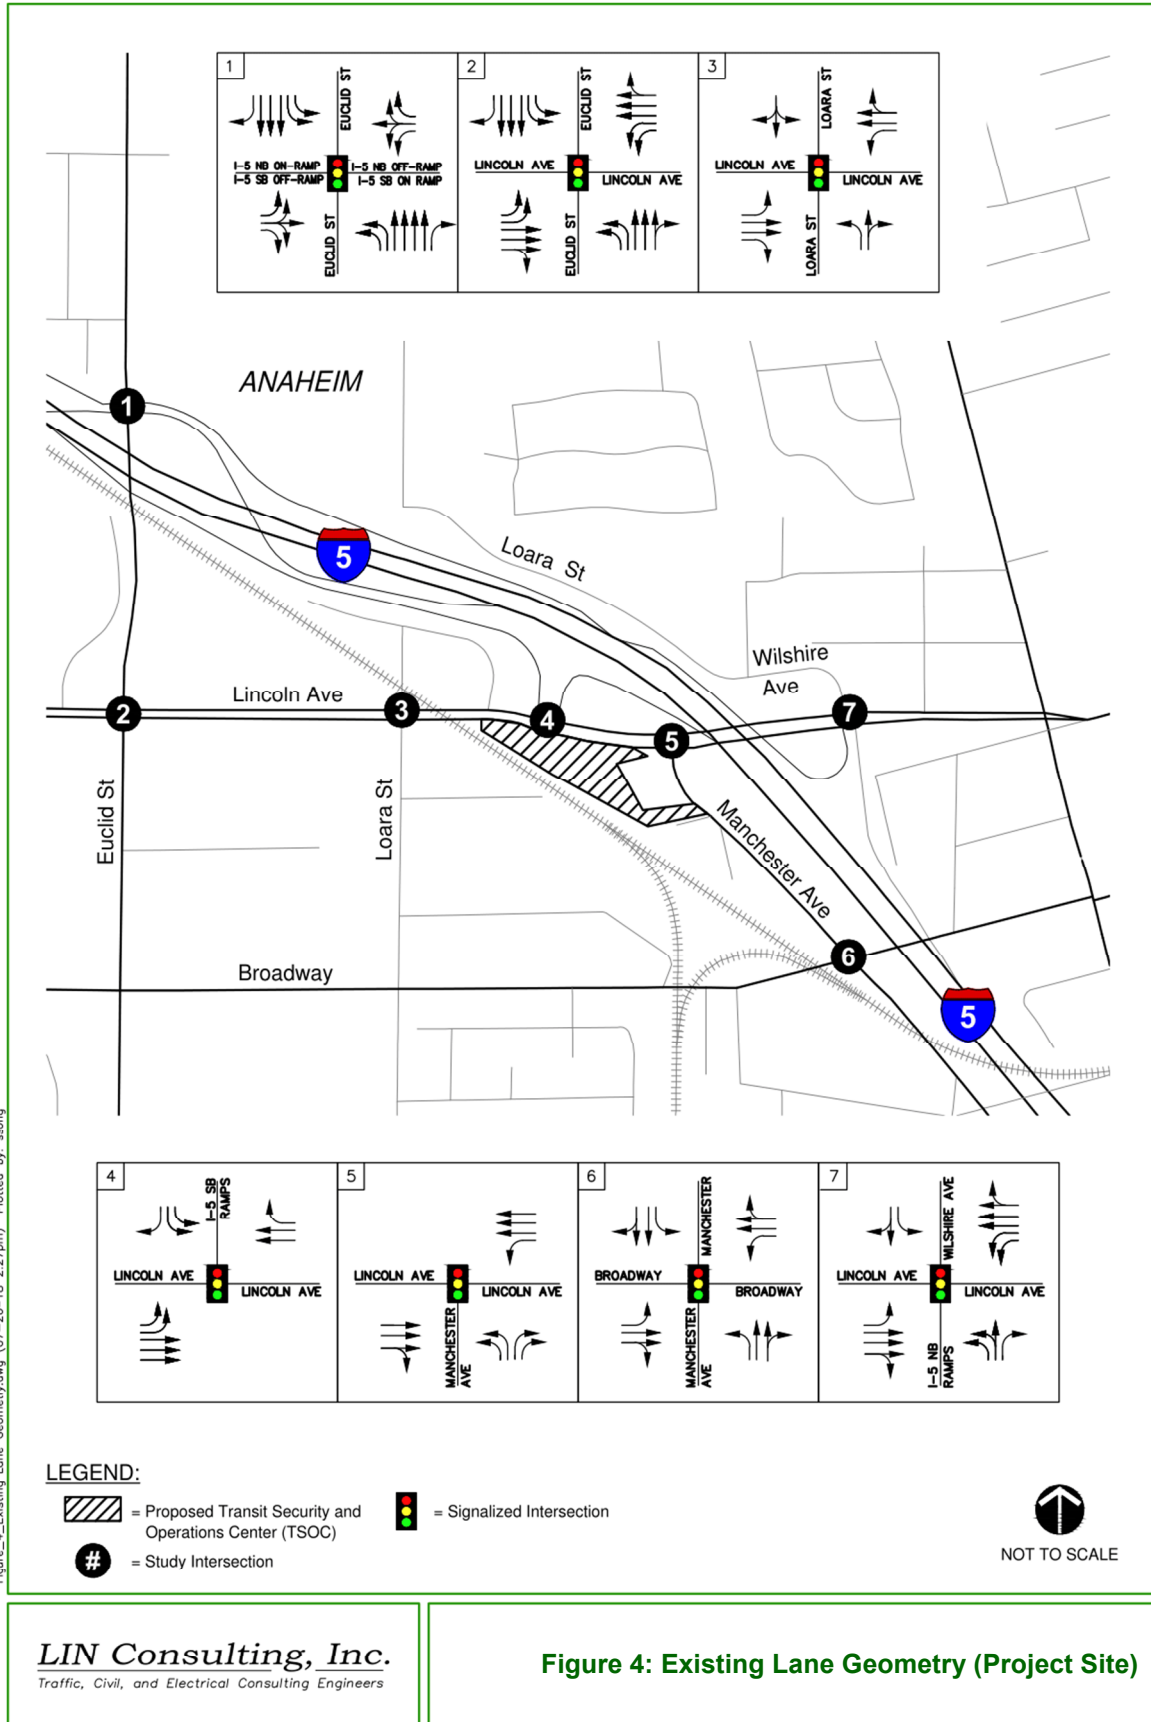 1
EUCLID ST
I-5 NB ON-RAMP
I-5 SB OFF-RAMP
I-5 NB OFF-RAMP
I-5 SB ON RAMP
EUCLID ST
2
EUCLID ST
LINCOLN AVE
LINCOLN AVE
EUCLID ST
3
LOARA ST
LINCOLN AVE
LINCOLN AVE
LOARA ST
ANAHEIM
1
5
Loara St
Wilshire
Ave
Lincoln Ave
2
3
4
5
7
Euclid St
Loara St
Manchester Ave
6
Broadway
5
4
I-5 SB
RAMPS
LINCOLN AVE
LINCOLN AVE
5
LINCOLN AVE
LINCOLN AVE
MANCHESTER
AVE
6
MANCHESTER
BROADWAY
BROADWAY
MANCHESTER
AVE
7
WILSHIRE AVE
LINCOLN AVE
LINCOLN AVE
I-5 NB
RAMPS
LEGEND:
= Proposed Transit Security and
Operations Center (TSOC)
= Signalized Intersection
# = Study Intersection
NOT TO SCALE
LIN Consulting, Inc.
Traffic, Civil, and Electrical Consulting Engineers
Figure 4: Existing Lane Geometry (Project Site)